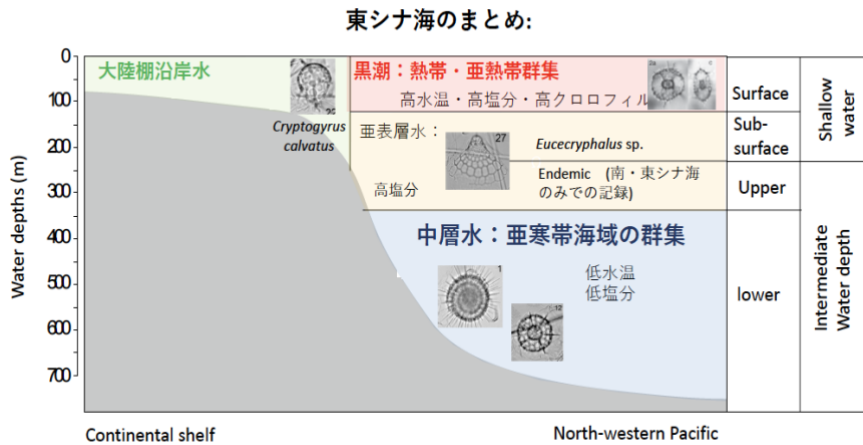 東シナ海のまとめ:
大陸棚沿岸水
黒潮：熱帯・亜熱帯群集
高水温・高塩分・高クロロフィル
Cryptogyrus
calvatus
亜表層水：
27
Eucecryphalus sp.
Endemic (南・東シナ海
のみでの記録)
高塩分
中層水：亜寒帯海域の群集
低水温
低塩分
1
12
Surface
Sub-
surface
Upper
lower
Shallow
water
Intermediate
Water depth
Water depths (m)
0
100
200
300
400
500
600
700
Continental shelf
North-western Pacific